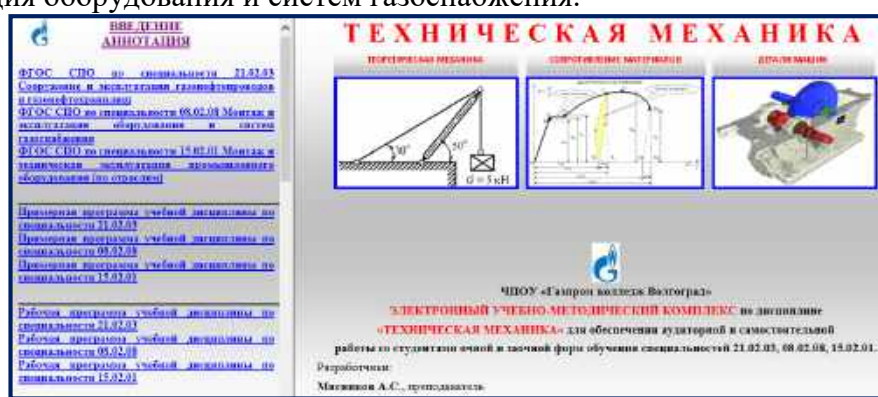 ция оборудования и систем газоснабжения.
ВВЕДЕНИЕ
АННОТАЦИЯ
ФГОС СПО по специальности 21.02.03
Сооружение и эксплуатация газонефтепроводов
и газонефтехранилищ
ФГОС СПО по специальности 08.02.08 Монтаж и
эксплуатация оборудования и систем
газоснабжения
ФГОС СПО по специальности 15.02.01 Монтаж и
техническая эксплуатация промышленного
оборудования (по отраслям)
Примерная программа учебной дисциплины по
специальности 21.02.03
Примерная программа учебной дисциплины по
специальности 08.02.08
Примерная программа учебной дисциплины по
специальности 15.02.01
Рабочая программа учебной дисциплины по
специальности 21.02.03
Рабочая программа учебной дисциплины по
специальности 08.02.08
Рабочая программа учебной дисциплины по
специальности 15.02.01
ТЕХНИЧЕСКАЯ МЕХАНИКА
ТЕОРЕТИЧЕСКАЯ МЕХАНИКА
СОПРОТИВЛЕНИЕ МАТЕРИАЛОВ
ДЕТАЛИ МАШИН
30°
50°
G = 5 кН
ЧПОУ «Газпром колледж Волгоград»
ЭЛЕКТРОННЫЙ УЧЕБНО-МЕТОДИЧЕСКИЙ КОМПЛЕКС по дисциплине
«ТЕХНИЧЕСКАЯ МЕХАНИКА» для обеспечения аудиторной и самостоятельной
работы со студентами очной и заочной форм обучения специальностей 21.02.03, 08.02.08, 15.02.01.
Разработчики:
Мясников А.С., преподаватель